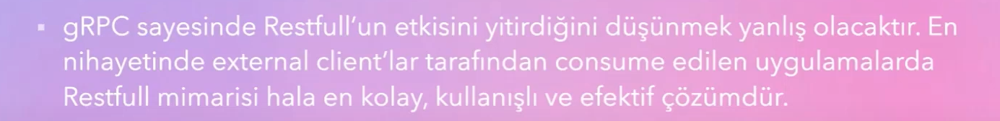 ▪ gRPC sayesinde Restfull'un etkisini yitirdiğini düşünmek yanlış olacaktır. En
nihayetinde external client'lar tarafından consume edilen uygulamalarda
Restfull mimarisi hala en kolay, kullanışlı ve efektif çözümdür.